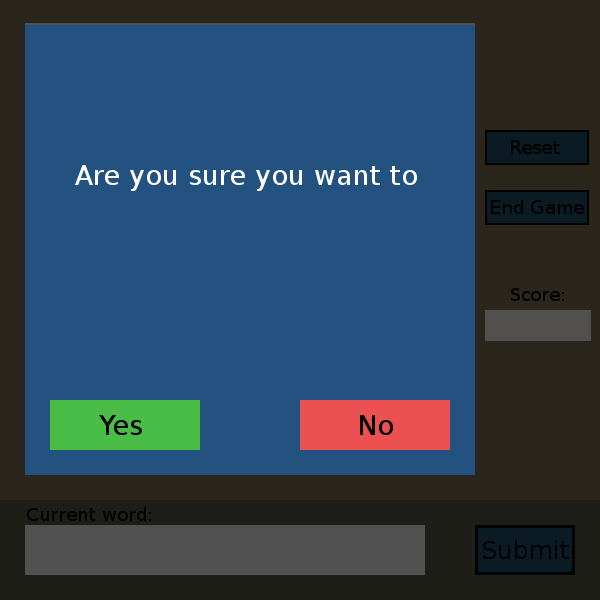 Are you sure you want to
Yes
No
Reset
End Game
Score:
Current word:
Submit